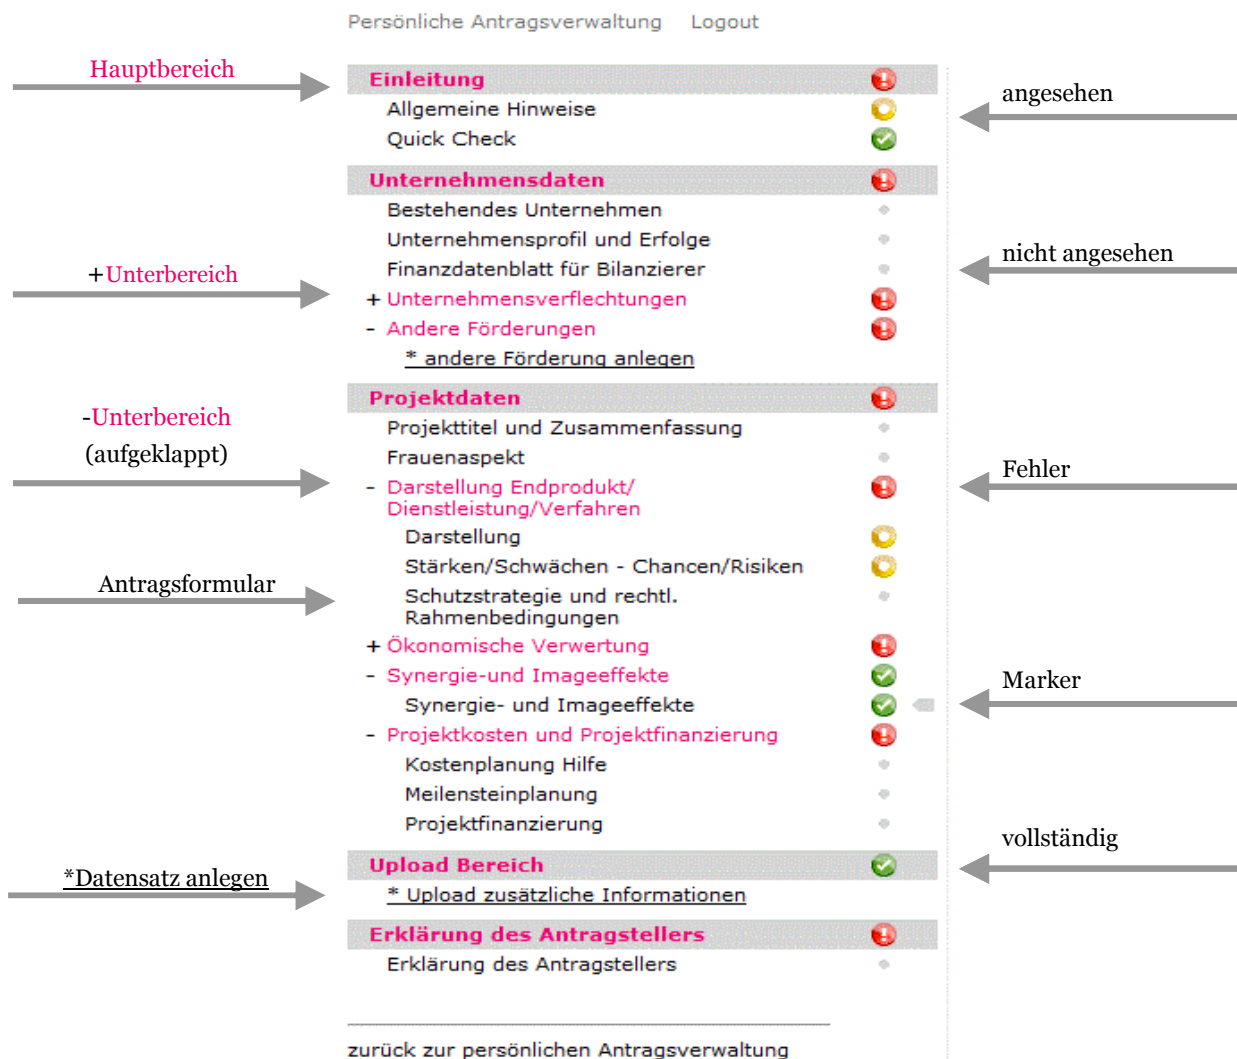 Persönliche Antragsverwaltung Logout
Hauptbereich
Einleitung
Allgemeine Hinweise
angesehen
Quick Check
Unternehmensdaten
Bestehendes Unternehmen
Unternehmensprofil und Erfolge
nicht angesehen
Finanzdatenblatt für Bilanzierer
+Unterbereich
+ Unternehmensverflechtungen
- Andere Förderungen
* andere Förderung anlegen
Projektdaten
-Unterbereich
(aufgeklappt)
Projekttitel und Zusammenfassung
Frauenaspekt
Fehler
- Darstellung Endprodukt/
Dienstleistung/Verfahren
Darstellung
Stärken/Schwächen - Chancen/Risiken
Antragsformular
Schutzstrategie und rechtl.
Rahmenbedingungen
+ Ökonomische Verwertung
- Synergie-und Imageeffekte
Marker
Synergie- und Imageeffekte
- Projektkosten und Projektfinanzierung
Kostenplanung Hilfe
Meilensteinplanung
Projektfinanzierung
vollständig
Upload Bereich
*Datensatz anlegen
* Upload zusätzliche Informationen
Erklärung des Antragstellers
Erklärung des Antragstellers
zurück zur persönlichen Antragsverwaltung